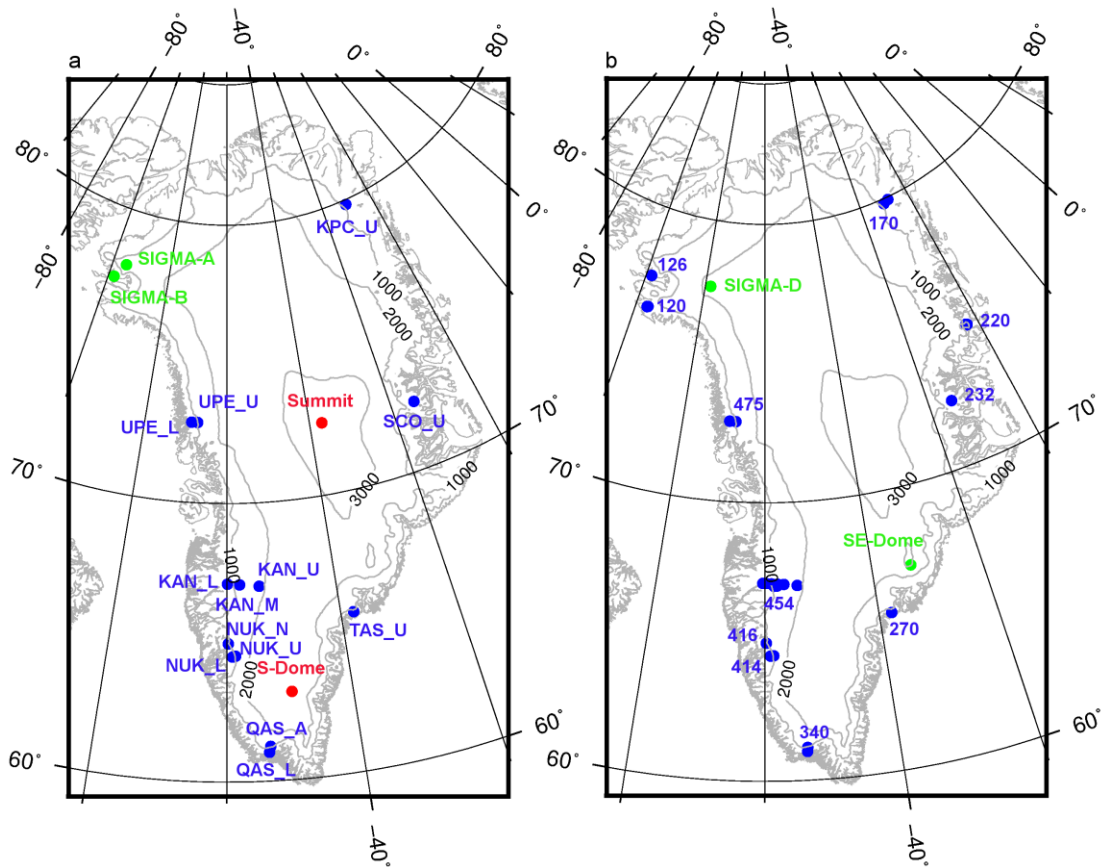 a
−80°
−40°
0°
80°
80°
−80°
0°
KPC_U
SIGMA-A
SIGMA-B
1000
2000
UPE_U
UPE_L
Summit
SCO_U
70°
70°
3000
1000
KAN_L
1000
KAN_U
KAN_M
NUK_N
NUK_U
NUK_L
TAS_U
S-Dome
2000
QAS_A
QAS_L
60°
60°
−40°
b
−80°
−40°
0°
80°
80°
−80°
0°
170
126
120
SIGMA-D
1000
2000
220
475
232
70°
70°
3000
1000
SE-Dome
1000
454
416
414
270
2000
340
60°
60°
−40°